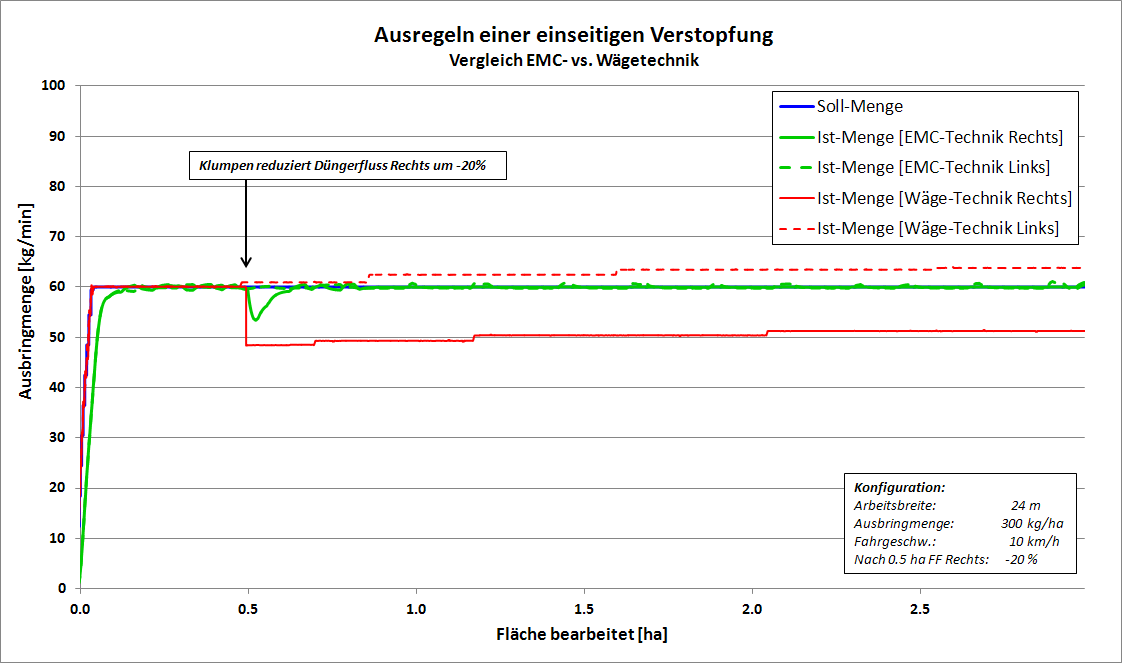 Ausregeln einer einseitigen Verstopfung
Vergleich EMC- vs. Wägetechnik
100
90
80
70
60
50
40
30
20
10
0
Ausbringmenge [kg/min]
Klumpen reduziert Düngerfluss Rechts um -20%
Soll-Menge
Ist-Menge [EMC-Technik Rechts]
Ist-Menge [EMC-Technik Links]
Ist-Menge [Wäge-Technik Rechts]
Ist-Menge [Wäge-Technik Links]
Konfiguration:
Arbeitsbreite: 24 m
Ausbringmenge: 300 kg/ha
Fahrgeschw.: 10 km/h
Nach 0.5 ha FF Rechts: -20 %
0.0 0.5 1.0 1.5 2.0 2.5
Fläche bearbeitet [ha]